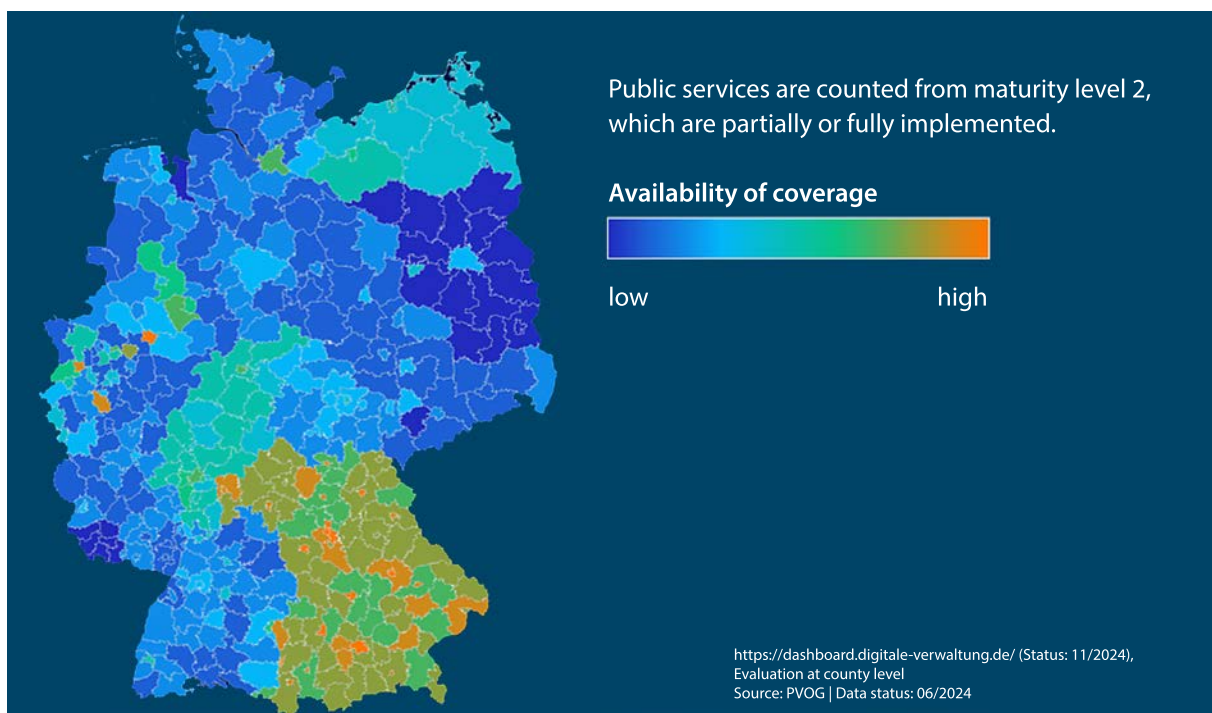 Public services are counted from maturity level 2,
which are partially or fully implemented.
Availability of coverage
low
high
https://dashboard.digitale-verwaltung.de/ (Status: 11/2024),
Evaluation at county level
Source: PVOG | Data status: 06/2024